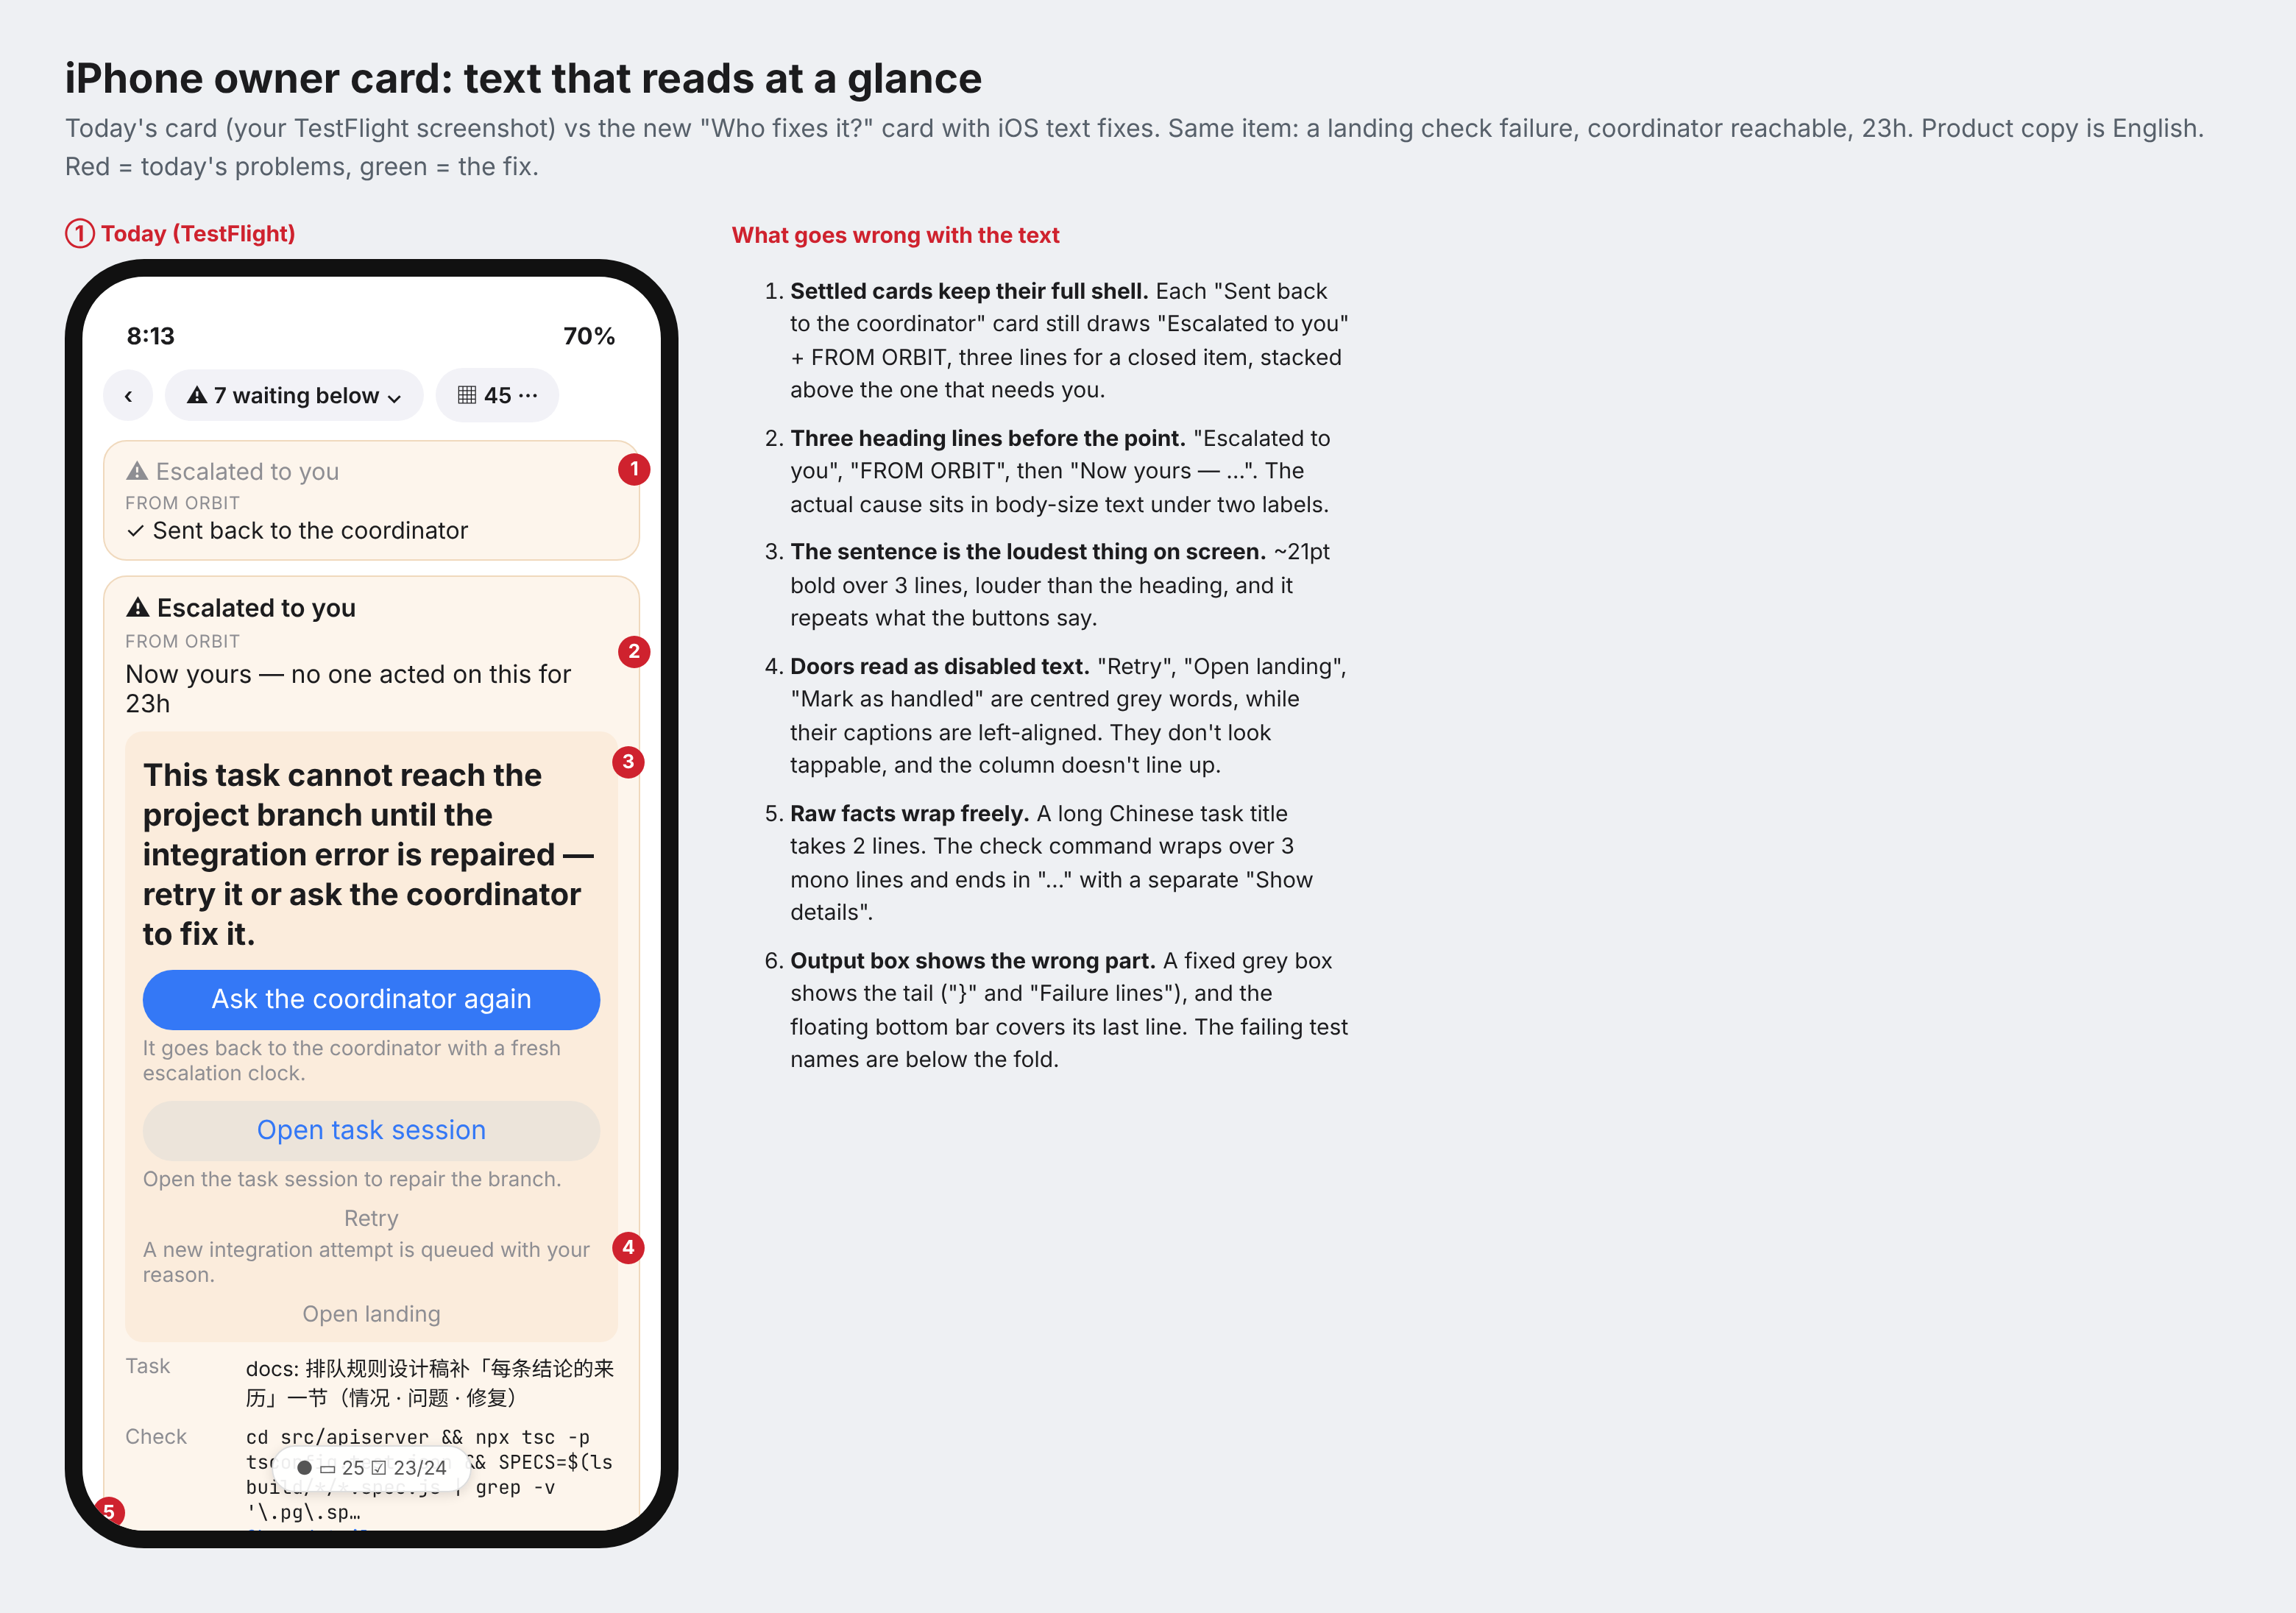 iPhone owner card: text that reads at a glance
Today's card (your TestFlight screenshot) vs the new "Who fixes it?" card with iOS text fixes. Same item: a landing check failure, coordinator reachable, 23h. Product copy is English.
Red = today's problems, green = the fix.
① Today (TestFlight)
8:13
70%
‹
7 waiting below
45 ···
Escalated to you
1
FROM ORBIT
✓ Sent back to the coordinator
Escalated to you
FROM ORBIT
2
Now yours — no one acted on this for
23h
3
This task cannot reach the
project branch until the
integration error is repaired —
retry it or ask the coordinator
to fix it.
Ask the coordinator again
It goes back to the coordinator with a fresh
escalation clock.
Open task session
Open the task session to repair the branch.
Retry
4
A new integration attempt is queued with your
reason.
Open landing
Task
docs: 排队规则设计稿补「每条结论的来
历」一节（情况 · 问题 · 修复）
Check
cd src/apiserver && npx tsc -p
&& SPECS=$(ls
| grep -v
25 ☑ 23/24
'\.pg\.sp…
5
What goes wrong with the text
1. Settled cards keep their full shell. Each "Sent back
to the coordinator" card still draws "Escalated to you"
+ FROM ORBIT, three lines for a closed item, stacked
above the one that needs you.
2. Three heading lines before the point. "Escalated to
you", "FROM ORBIT", then "Now yours — ...". The
actual cause sits in body-size text under two labels.
3. The sentence is the loudest thing on screen. ~21pt
bold over 3 lines, louder than the heading, and it
repeats what the buttons say.
4. Doors read as disabled text. "Retry", "Open landing",
"Mark as handled" are centred grey words, while
their captions are left-aligned. They don't look
tappable, and the column doesn't line up.
5. Raw facts wrap freely. A long Chinese task title
takes 2 lines. The check command wraps over 3
mono lines and ends in "..." with a separate "Show
details".
6. Output box shows the wrong part. A fixed grey box
shows the tail ("}" and "Failure lines"), and the
floating bottom bar covers its last line. The failing test
names are below the fold.